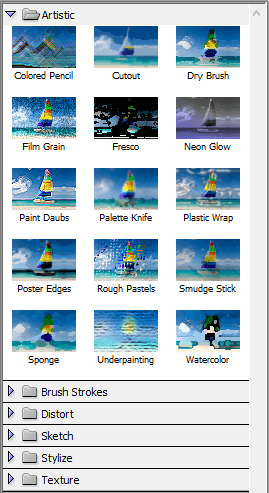 Artistic
Colored Pencil Cutout Dry Brush
Film Grain Fresco Neon Glow
Paint Daubs Palette Knife Plastic Wrap
Poster Edges Rough Pastels Smudge Stick
Sponge Underpainting Watercolor
Brush Strokes
Distort
Sketch
Stylize
Texture